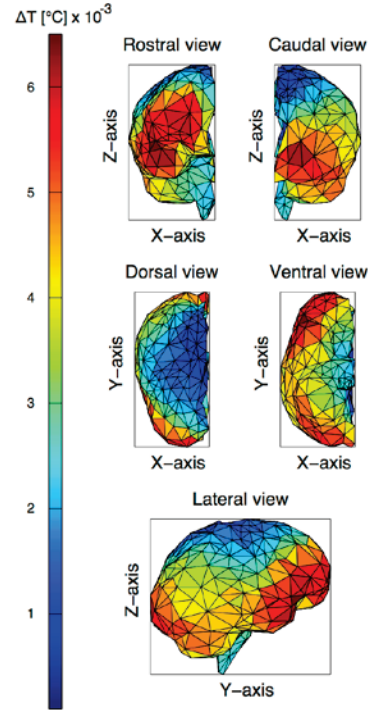 ΔT [°C] x 10⁻³
6
5
4
3
2
1
Rostral view
Z-axis
X-axis
Caudal view
Z-axis
X-axis
Dorsal view
Y-axis
X-axis
Ventral view
Y-axis
X-axis
Lateral view
Z-axis
Y-axis